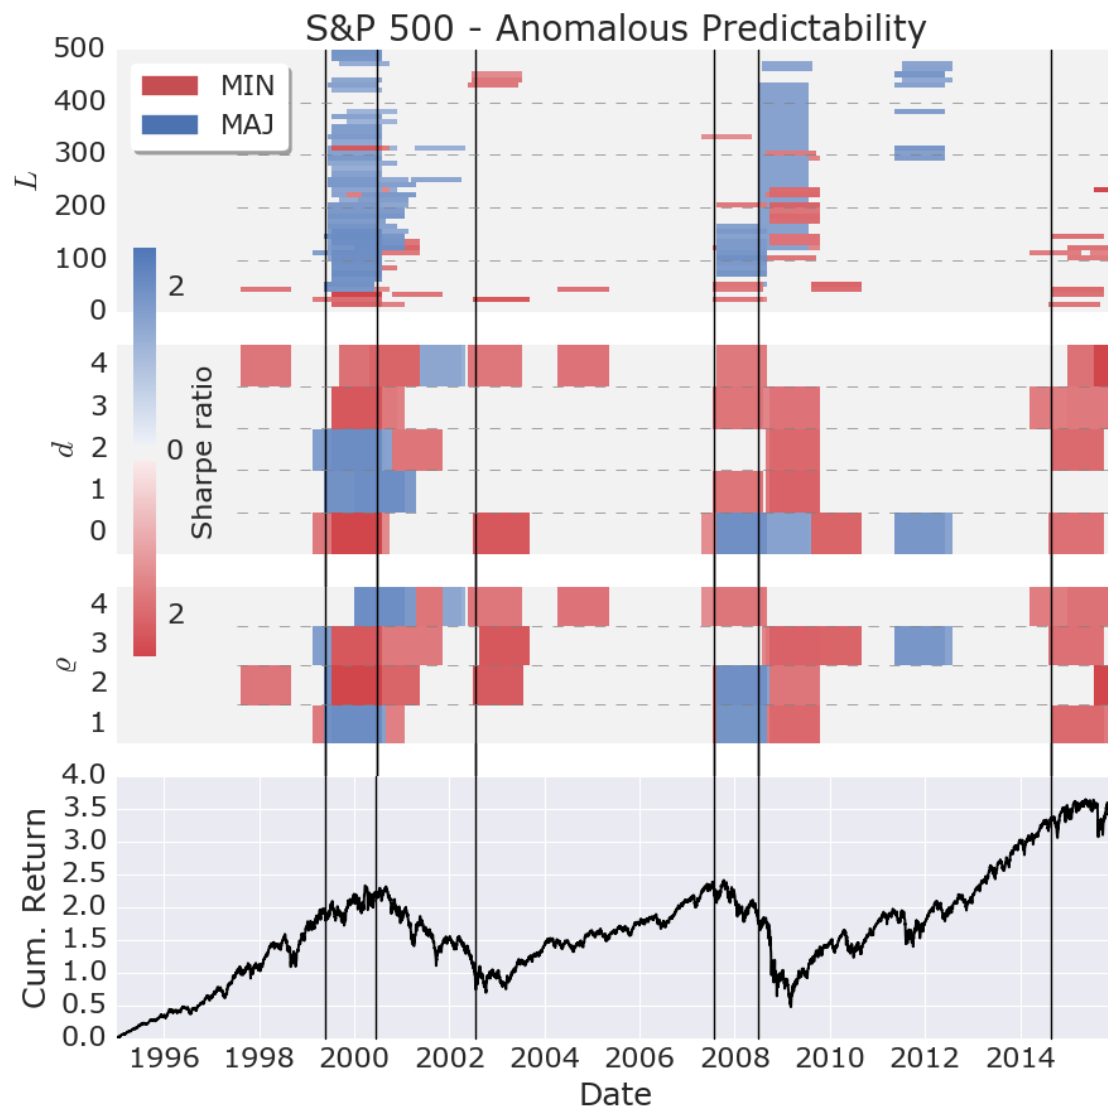 S&P 500 - Anomalous Predictability
500
400
300
200
100
0
L
MIN
MAJ
2
0
2
Sharpe ratio
4
3
2
1
0
d
4
3
2
1
ϱ
4.0
3.5
3.0
2.5
2.0
1.5
1.0
0.5
0.0
Cum. Return
1996 1998 2000 2002 2004 2006 2008 2010 2012 2014
Date